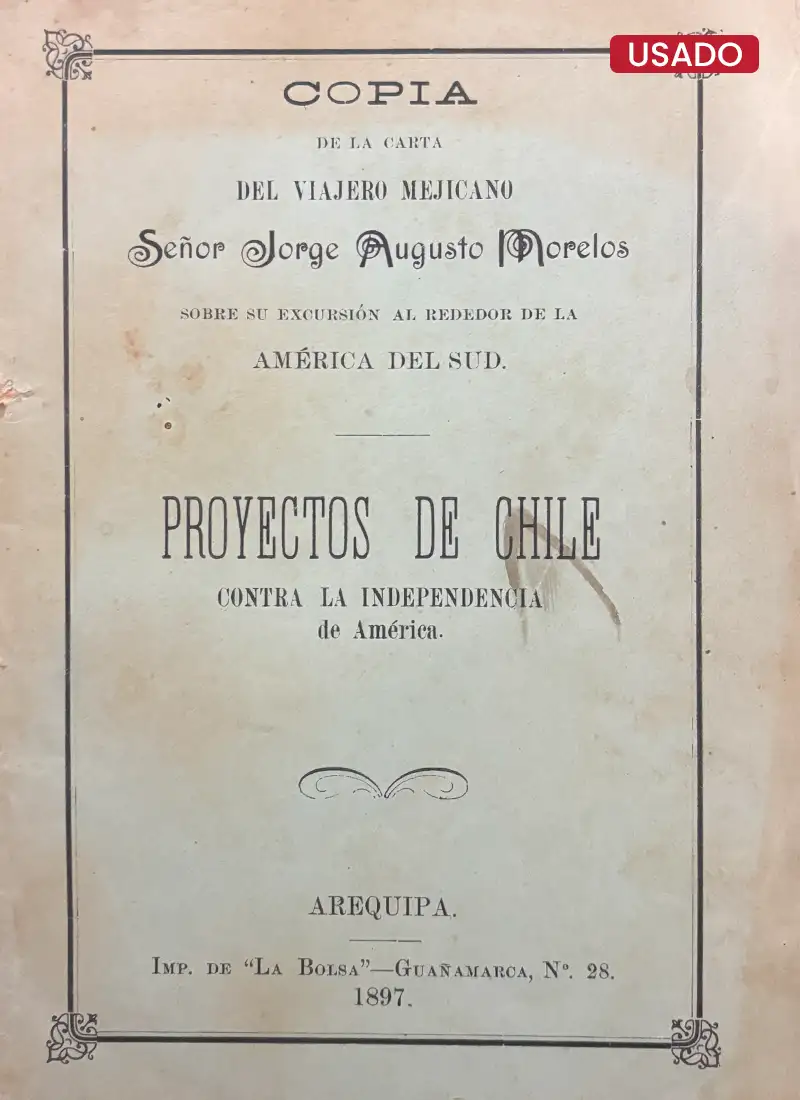 USADO
COPIA
DE LA CARTA
DEL VIAJERO MEJICANO
Señor Jorge Augusto Morelos
SOBRE SU EXCURSIÓN AL REDEDOR DE LA
AMÉRICA DEL SUD.
PROYECTOS DE CHILE
CONTRA LA INDEPENDENCIA
de América.
AREQUIPA.
IMP. DE "LA BOLSA"—GUAÑAMARCA, Nº. 28.
1897.